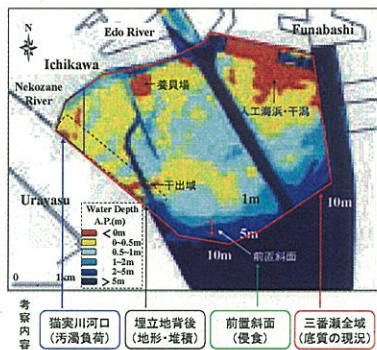 N
Edo River
Funabashi
Ichikawa
Nekozane
River
養貝場
人工海浜・干潟
干出域
Urayasu
Water Depth
A.P.(m)
< 0m
0~0.5m
0.5~1m
1~2m
2~5m
> 5m
1m
10m
5m
10m
前置斜面
0
1km
考察内容
猫実川河口
(汚濁負荷)
埋立地背後
(地形・堆積)
前置斜面
(侵食)
三番瀬全域
(底質の現況)